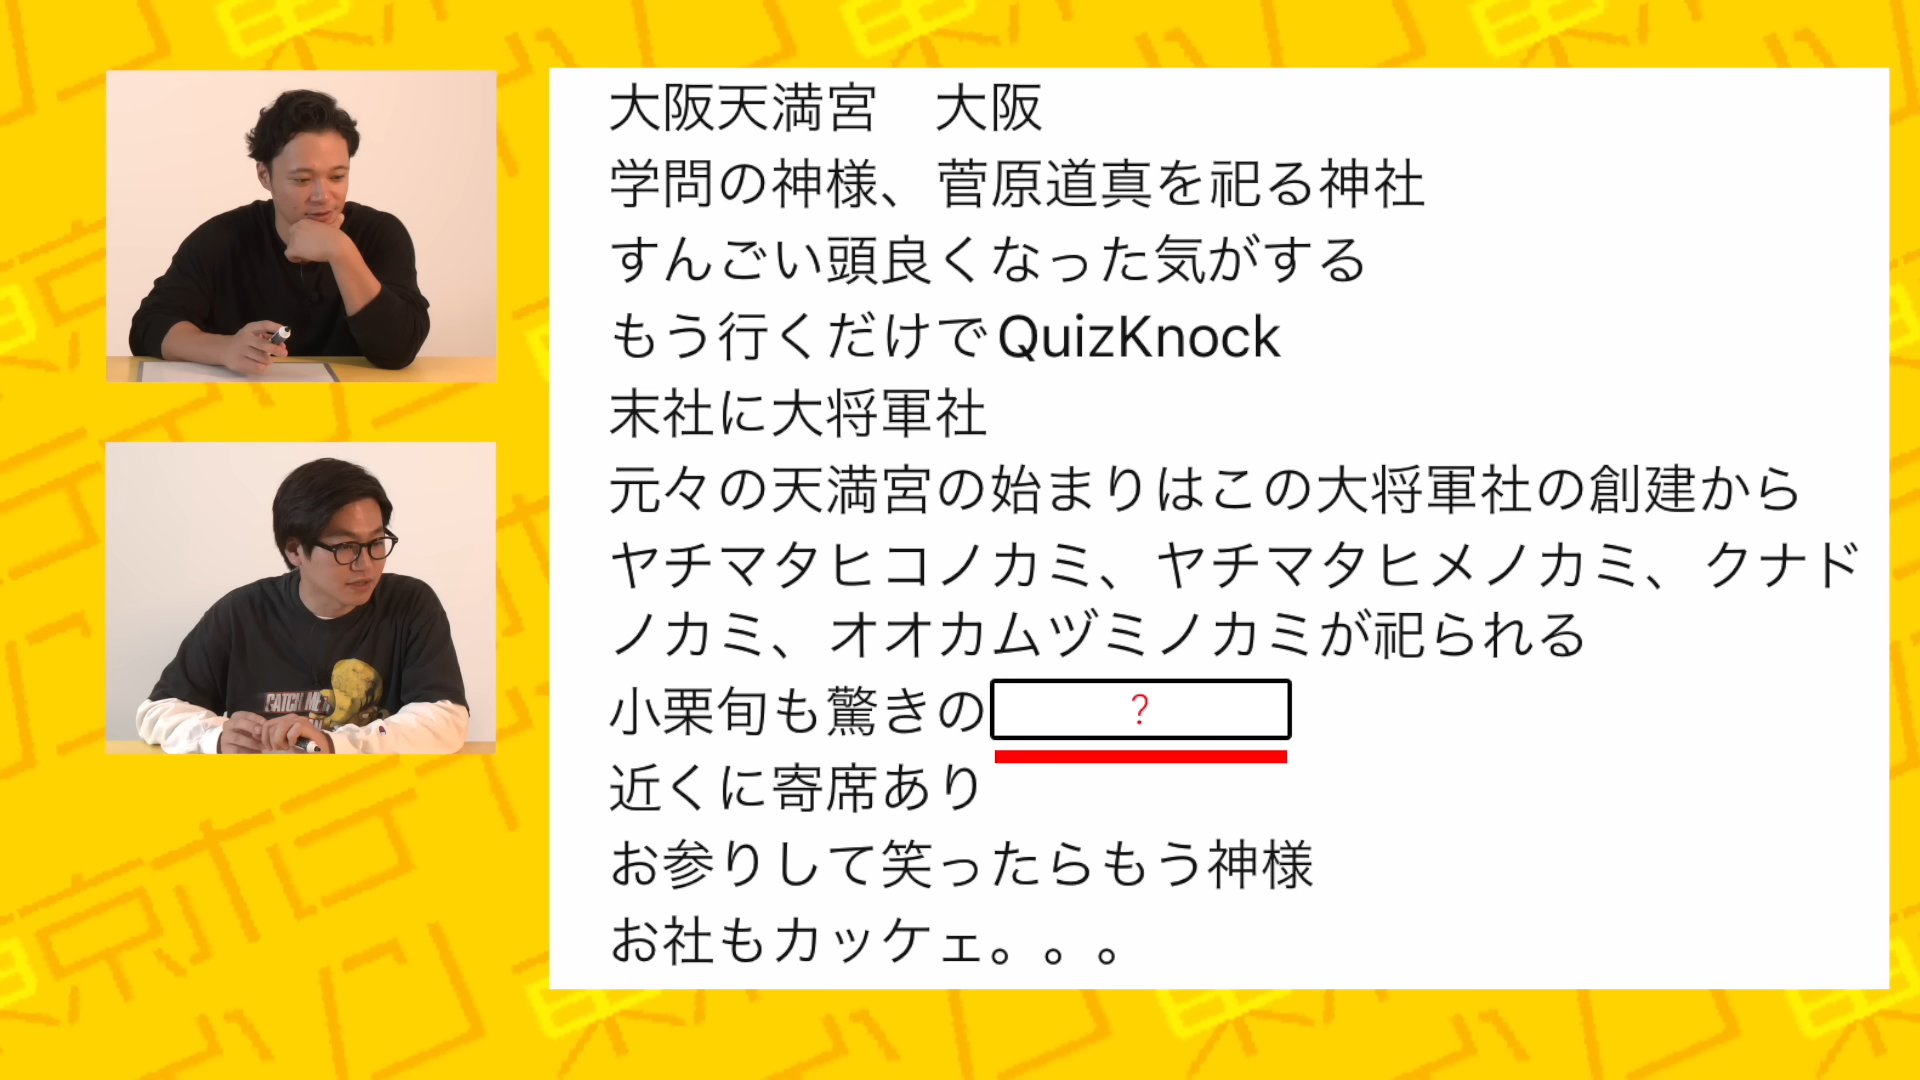 大阪天満宮　大阪
学問の神様、菅原道真を祀る神社
すんごい頭良くなった気がする
もう行くだけでQuizKnock
末社に大将軍社
元々の天満宮の始まりはこの大将軍社の創建から
ヤチマタヒコノカミ、ヤチマタヒメノカミ、クナド
ノカミ、オオカムヅミノカミが祀られる
小栗旬も驚きの ?
近くに寄席あり
お参りして笑ったらもう神様
お社もカッケェ。。。